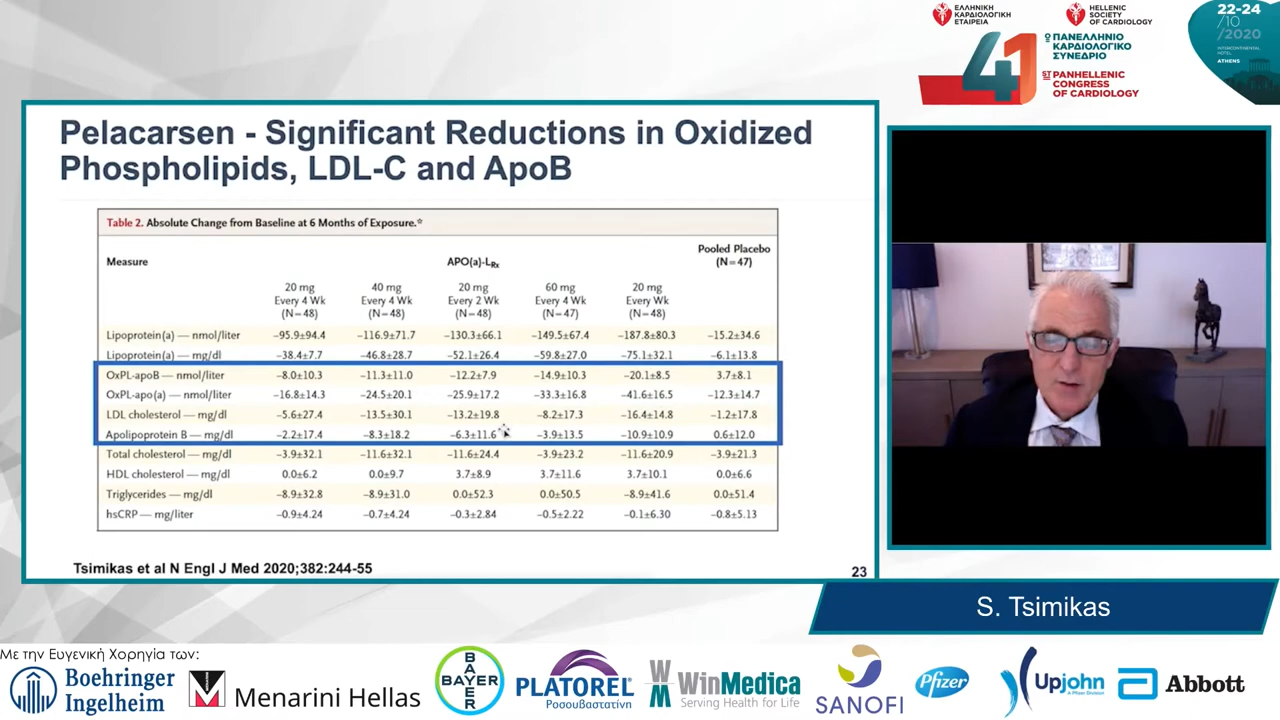 ΕΛΛΗΝΙΚΗ
ΚΑΡΔΙΟΛΟΓΙΚΗ
ΕΤΑΙΡΕΙΑ
HELLENIC
SOCIETY
OF CARDIOLOGY
41
ο ΠΑΝΕΛΛΗΝΙΟ
ΚΑΡΔΙΟΛΟΓΙΚΟ
ΣΥΝΕΔΡΙΟ
ST PANHELLENIC
CONGRESS
OF CARDIOLOGY
22-24
/10
/2020
INTERCONTINENTAL
HOTEL
ATHENS
Pelacarsen - Significant Reductions in Oxidized
Phospholipids, LDL-C and ApoB
Table 2. Absolute Change from Baseline at 6 Months of Exposure.*
Measure APO(a)-LRx Pooled Placebo (N=47)
20 mg Every 4 Wk (N=48) 40 mg Every 4 Wk (N=48) 20 mg Every 2 Wk (N=48) 60 mg Every 4 Wk (N=47) 20 mg Every Wk (N=48)
Lipoprotein(a) — nmol/liter −95.9±94.4 −116.9±71.7 −130.3±66.1 −149.5±67.4 −187.8±80.3 −15.2±34.6
Lipoprotein(a) — mg/dl −38.4±7.7 −46.8±28.7 −52.1±26.4 −59.8±27.0 −75.1±32.1 −6.1±13.8
OxPL-apoB — nmol/liter −8.0±10.3 −11.3±11.0 −12.2±7.9 −14.9±10.3 −20.1±8.5 3.7±8.1
OxPL-apo(a) — nmol/liter −16.8±14.3 −24.5±20.1 −25.9±17.2 −33.3±16.8 −41.6±16.5 −12.3±14.7
LDL cholesterol — mg/dl −5.6±27.4 −13.5±30.1 −13.2±19.8 −8.2±17.3 −16.4±14.8 −1.2±17.8
Apolipoprotein B — mg/dl −2.2±17.4 −8.3±18.2 −6.3±11.6 −3.9±13.5 −10.9±10.9 0.6±12.0
Total cholesterol — mg/dl −3.9±32.1 −11.6±32.1 −11.6±24.4 −3.9±23.2 −11.6±20.9 −3.9±21.3
HDL cholesterol — mg/dl 0.0±6.2 0.0±9.7 3.7±8.9 3.7±11.6 3.7±10.1 0.0±6.6
Triglycerides — mg/dl −8.9±32.8 −8.9±31.0 0.0±52.3 0.0±50.5 −8.9±41.6 0.0±51.4
hsCRP — mg/liter −0.9±4.24 −0.7±4.24 −0.3±2.84 −0.5±2.22 −0.1±6.30 −0.8±5.13
Tsimikas et al N Engl J Med 2020;382:244-55
23
S. Tsimikas
Με την Ευγενική Χορηγία των:
Boehringer
Ingelheim
Menarini Hellas
BAYER
BAYER
PLATOREL
Ροσουβαστατίνη
WinMedica
Serving Health for Life
SANOFI
Pfizer
Upjohn
A Pfizer Division
Abbott